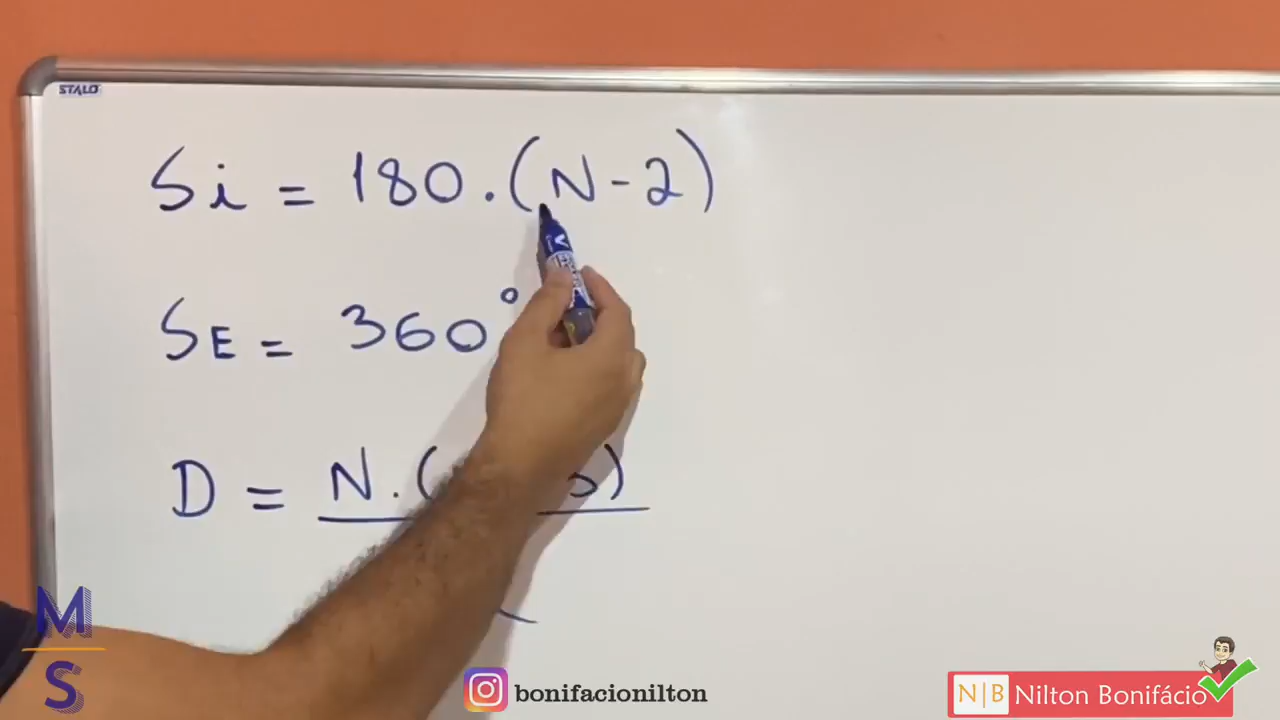 STALO
Si = 180.(N-2)
SE = 360°
D = N.(
M
S
bonifacionilton
N|B Nilton Bonifácio